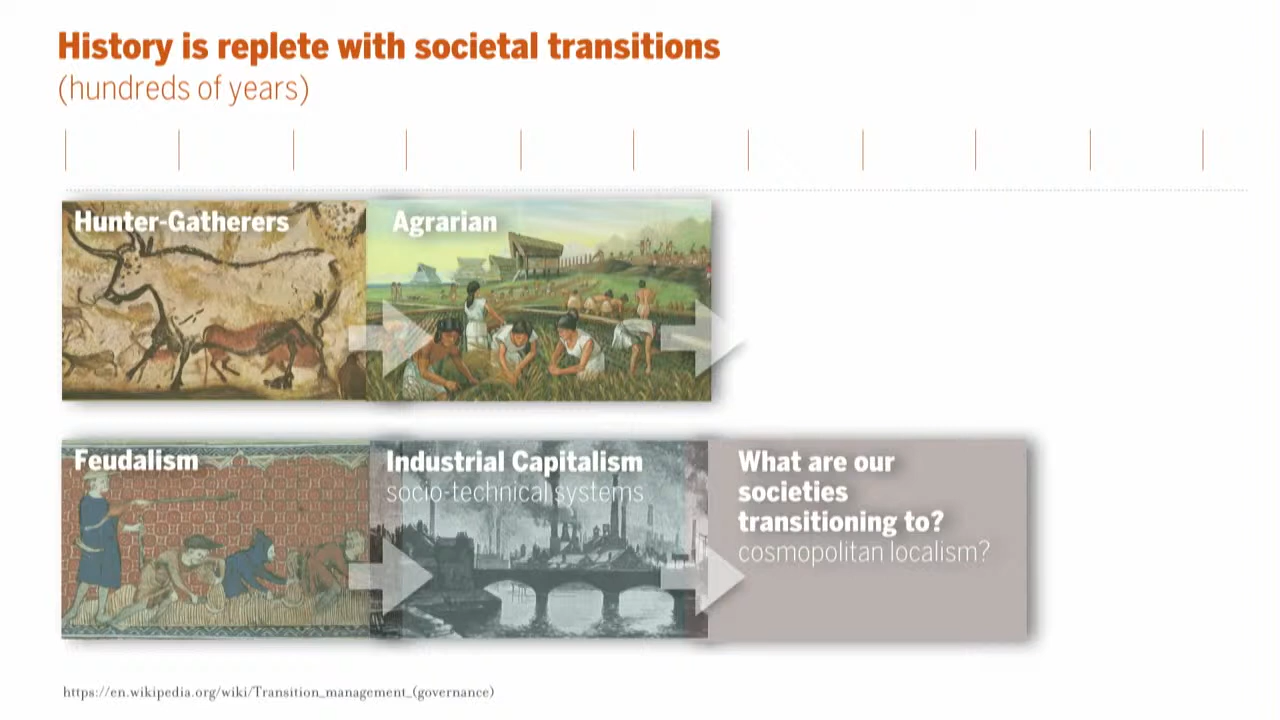 History is replete with societal transitions
(hundreds of years)
Hunter-Gatherers
Agrarian
Feudalism
Industrial Capitalism
socio-technical systems
What are our
societies
transitioning to?
cosmopolitan localism?
https://en.wikipedia.org/wiki/Transition_management_(governance)